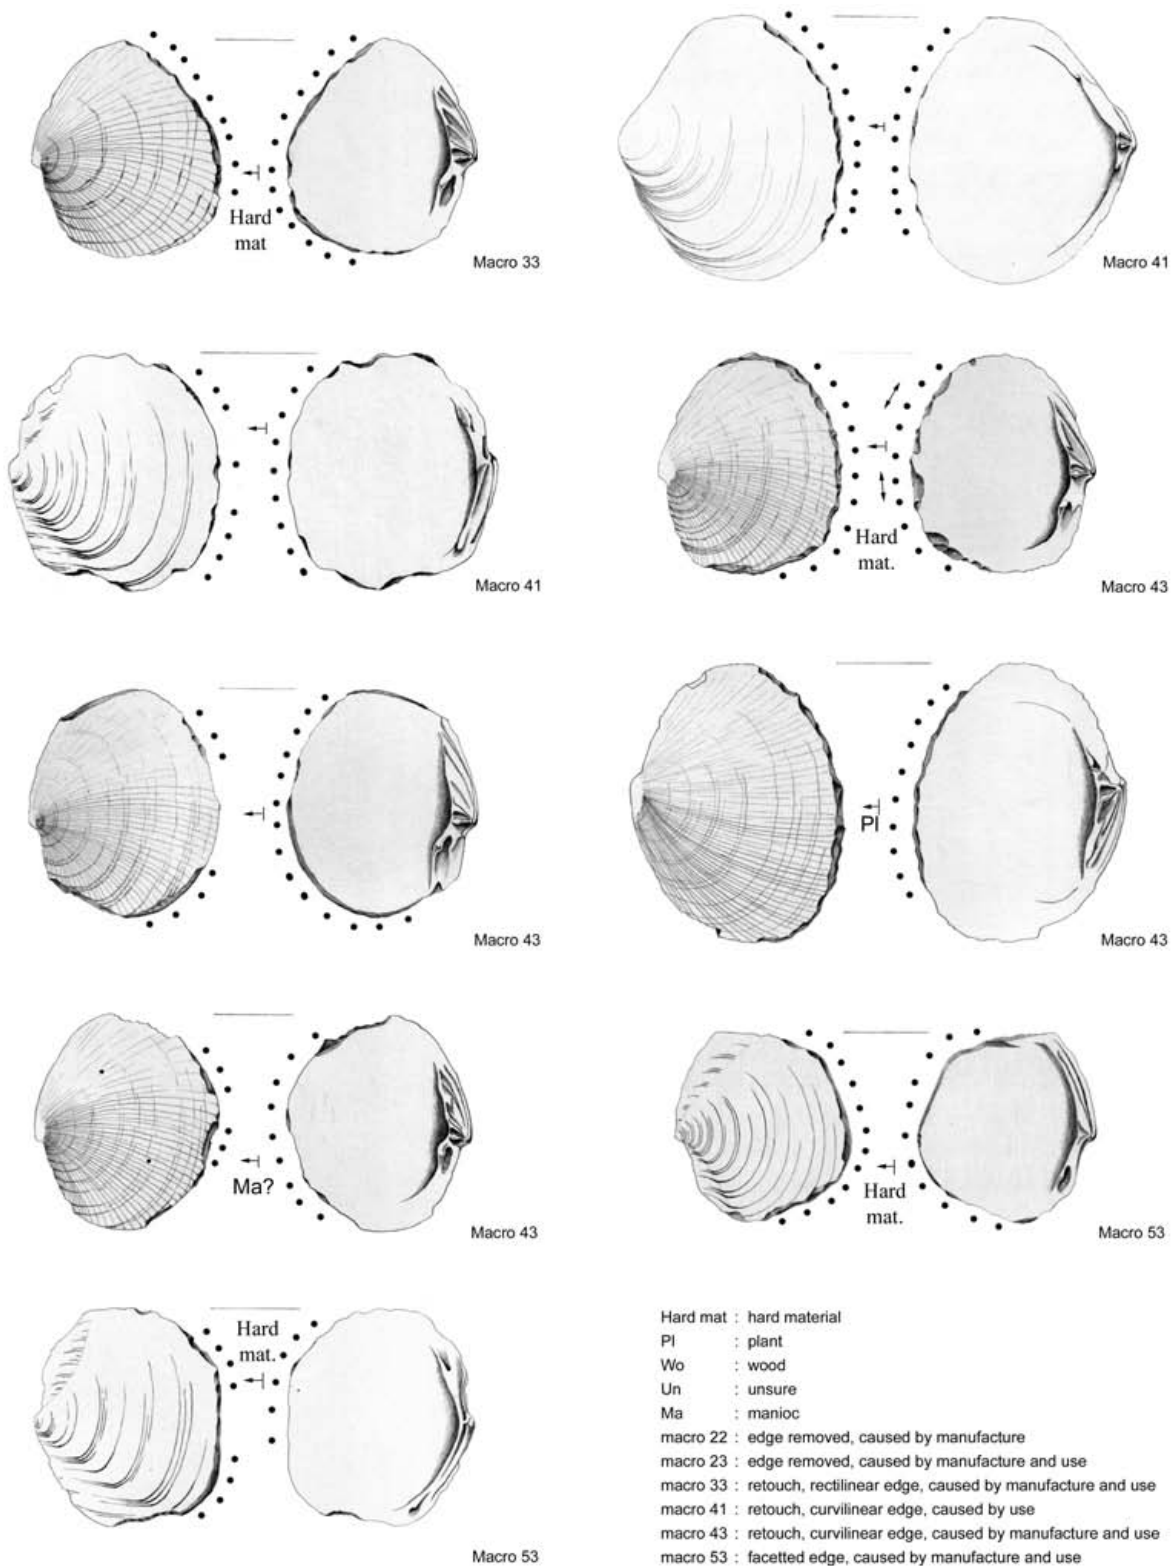 Hard
mat
Macro 33
Macro 41
Macro 41
Hard
mat.
Macro 43
Macro 43
Pl
Macro 43
Ma?
Macro 43
Hard
mat.
Macro 53
Hard
mat.
Macro 53
Hard mat : hard material
Pl : plant
Wo : wood
Un : unsure
Ma : manioc
macro 22 : edge removed, caused by manufacture
macro 23 : edge removed, caused by manufacture and use
macro 33 : retouch, rectilinear edge, caused by manufacture and use
macro 41 : retouch, curvilinear edge, caused by use
macro 43 : retouch, curvilinear edge, caused by manufacture and use
macro 53 : facetted edge, caused by manufacture and use